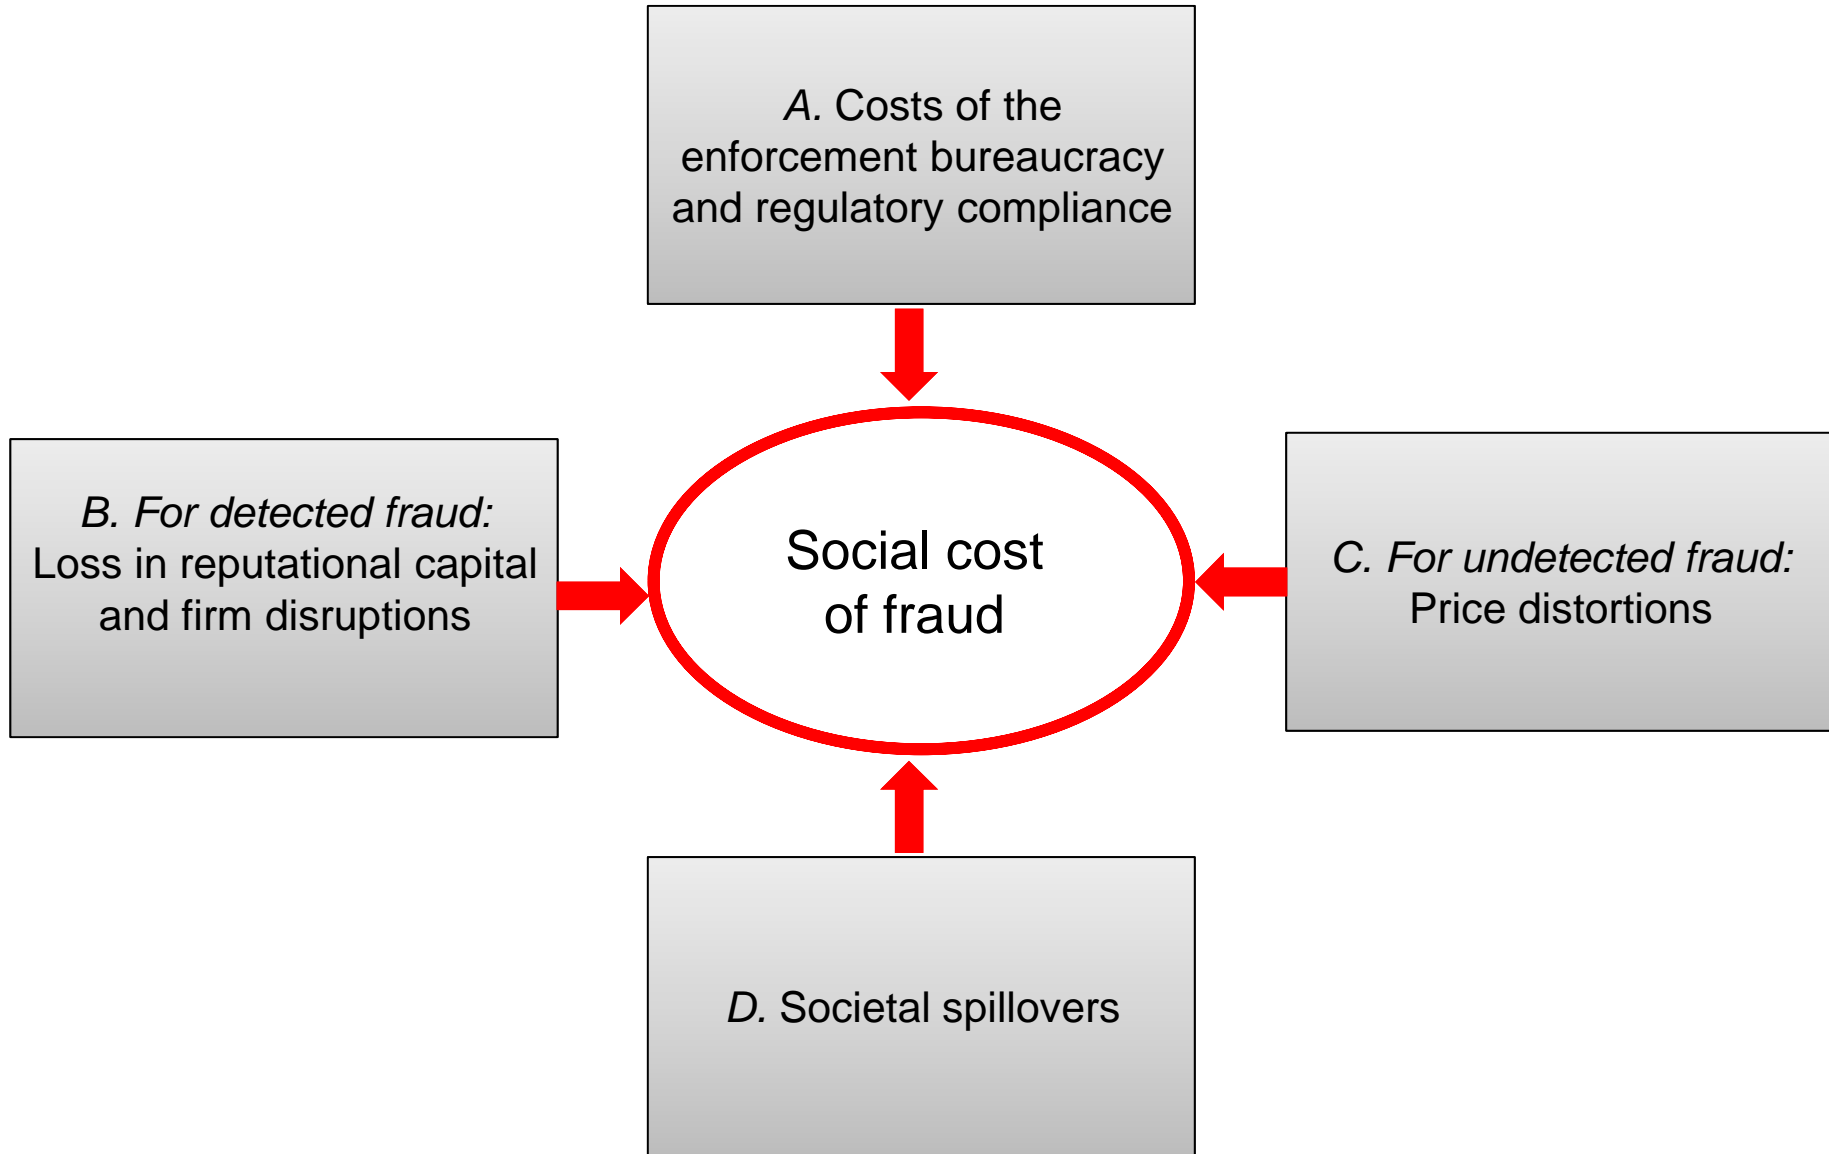 A. Costs of the
enforcement bureaucracy
and regulatory compliance
B. For detected fraud:
Loss in reputational capital
and firm disruptions
Social cost
of fraud
C. For undetected fraud:
Price distortions
D. Societal spillovers